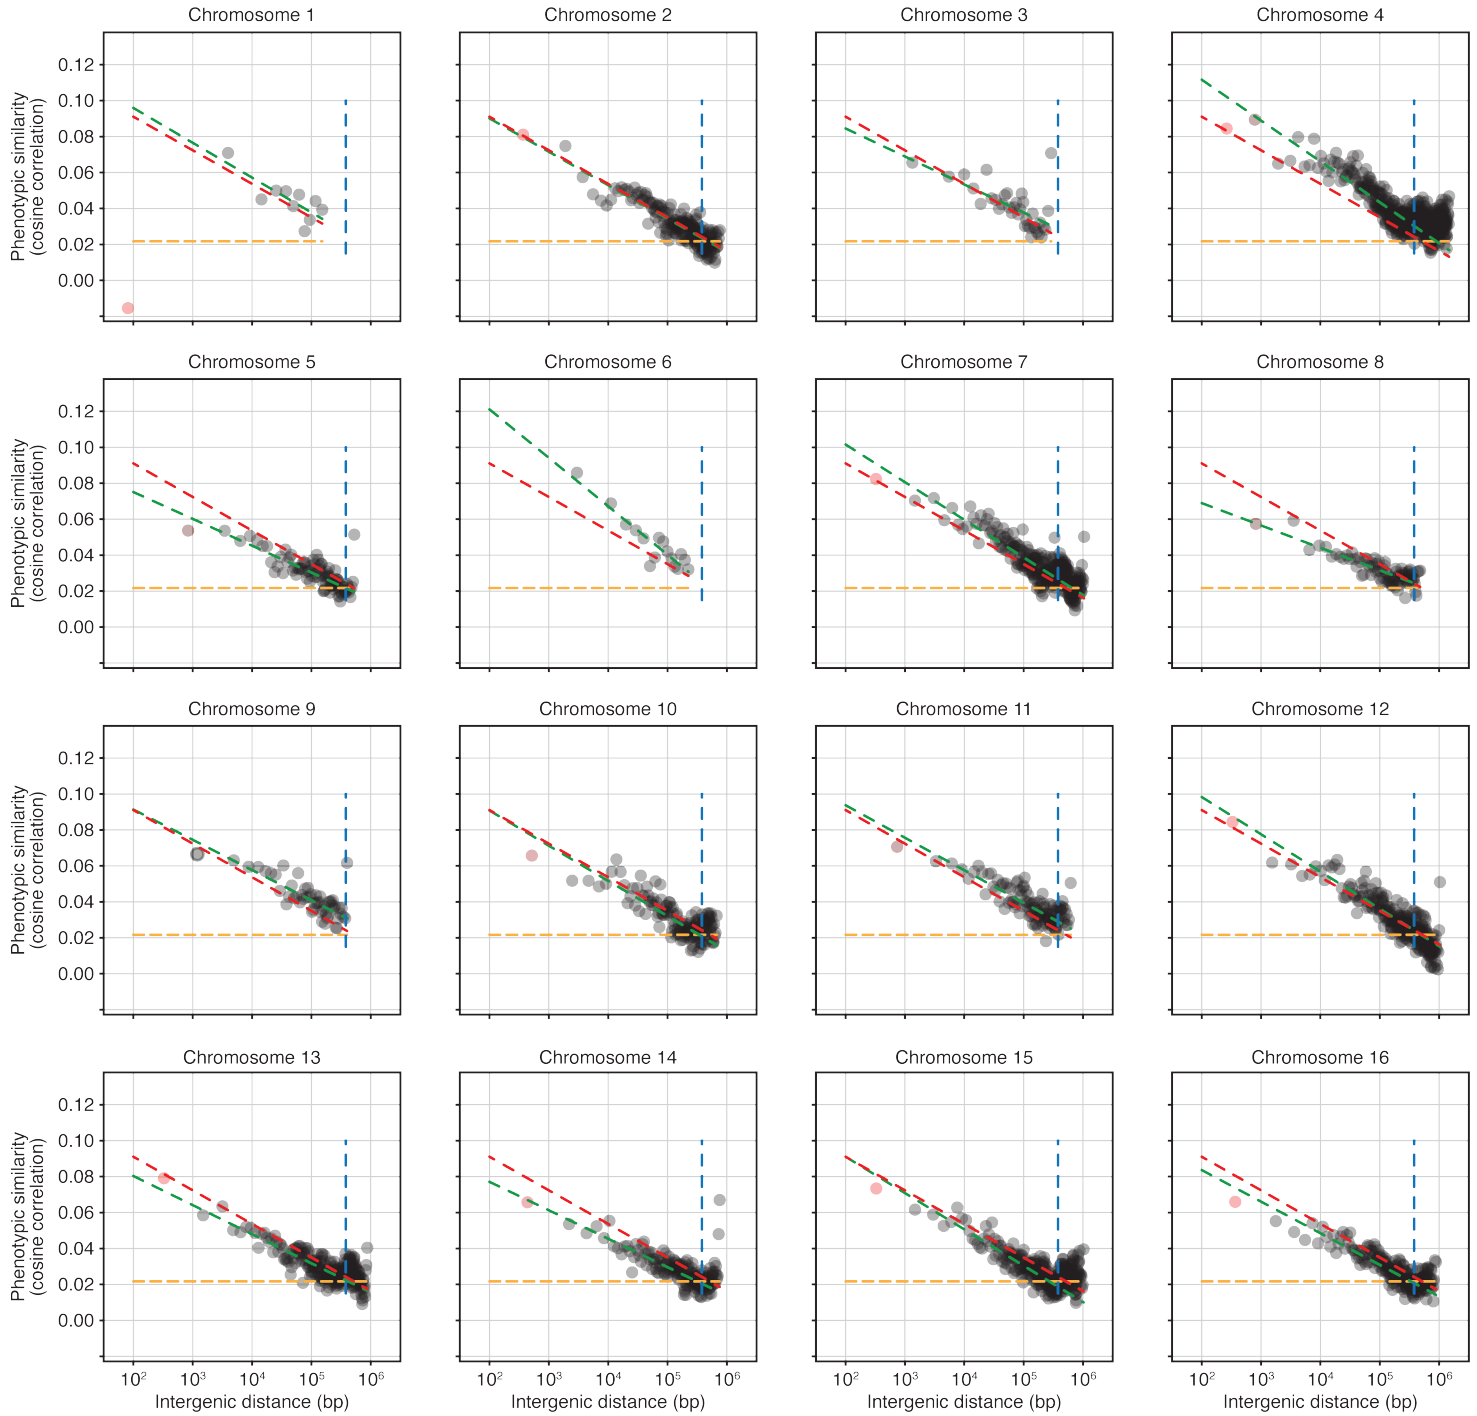 Chromosome 1
Chromosome 2
Chromosome 3
Chromosome 4
Phenotypic similarity
(cosine correlation)
0.12
0.10
0.08
0.06
0.04
0.02
0.00
Chromosome 5
Chromosome 6
Chromosome 7
Chromosome 8
Phenotypic similarity
(cosine correlation)
0.12
0.10
0.08
0.06
0.04
0.02
0.00
Chromosome 9
Chromosome 10
Chromosome 11
Chromosome 12
Phenotypic similarity
(cosine correlation)
0.12
0.10
0.08
0.06
0.04
0.02
0.00
Chromosome 13
Chromosome 14
Chromosome 15
Chromosome 16
Phenotypic similarity
(cosine correlation)
0.12
0.10
0.08
0.06
0.04
0.02
0.00
10² 10³ 10⁴ 10⁵ 10⁶
10² 10³ 10⁴ 10⁵ 10⁶
10² 10³ 10⁴ 10⁵ 10⁶
10² 10³ 10⁴ 10⁵ 10⁶
Intergenic distance (bp)
Intergenic distance (bp)
Intergenic distance (bp)
Intergenic distance (bp)